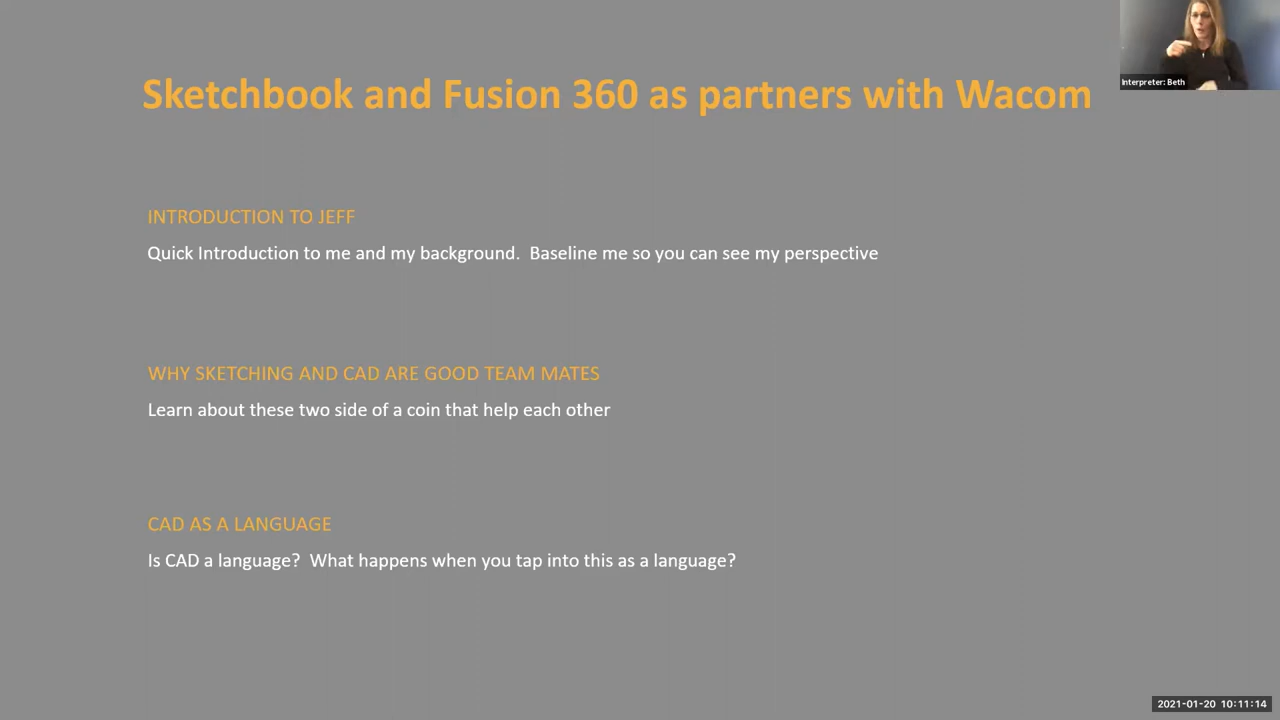 Sketchbook and Fusion 360 as partners with Wacom
Interpreter: Beth
INTRODUCTION TO JEFF
Quick Introduction to me and my background.  Baseline me so you can see my perspective
WHY SKETCHING AND CAD ARE GOOD TEAM MATES
Learn about these two side of a coin that help each other
CAD AS A LANGUAGE
Is CAD a language?  What happens when you tap into this as a language?
2021-01-20  10:11:14